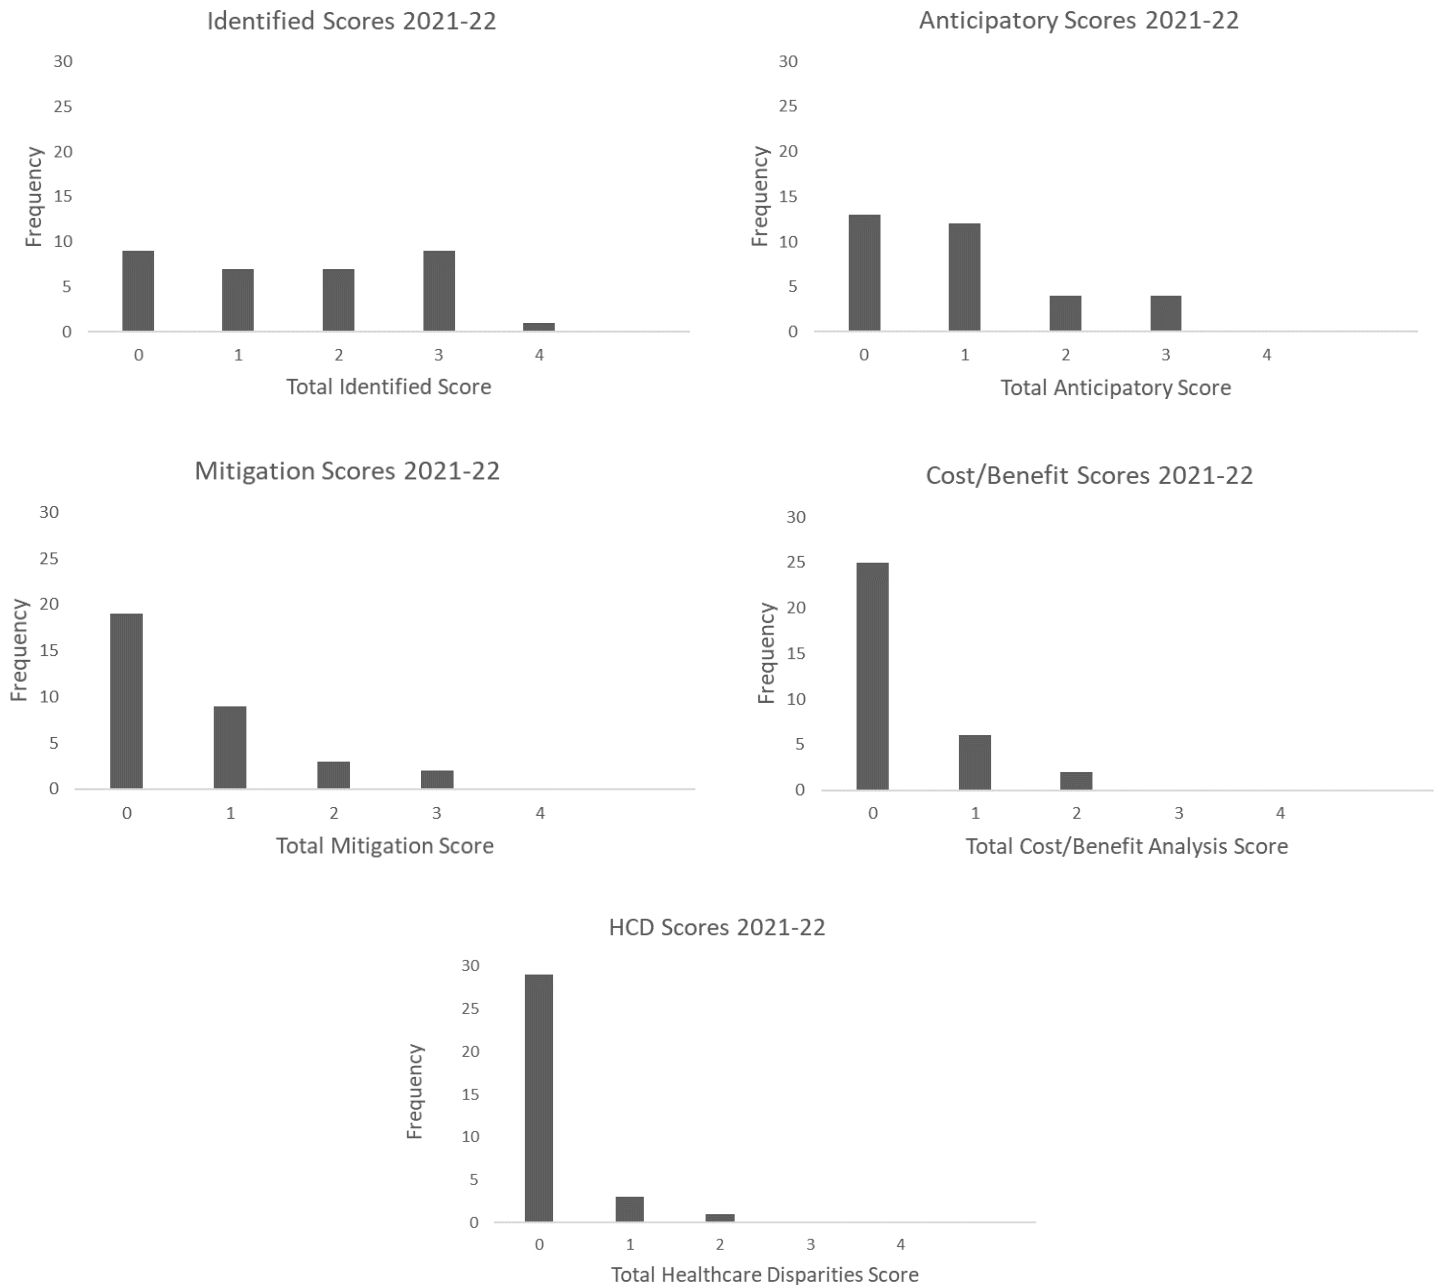 Identified Scores 2021-22
30
25
20
15
10
5
0
Frequency
0 1 2 3 4
Total Identified Score
Anticipatory Scores 2021-22
30
25
20
15
10
5
0
Frequency
0 1 2 3 4
Total Anticipatory Score
Mitigation Scores 2021-22
30
25
20
15
10
5
0
Frequency
0 1 2 3 4
Total Mitigation Score
Cost/Benefit Scores 2021-22
30
25
20
15
10
5
0
Frequency
0 1 2 3 4
Total Cost/Benefit Analysis Score
HCD Scores 2021-22
30
25
20
15
10
5
0
Frequency
0 1 2 3 4
Total Healthcare Disparities Score